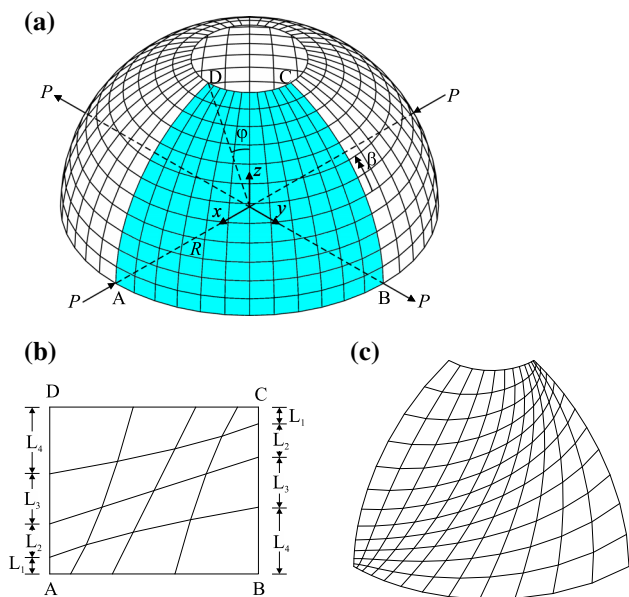 (a)
D C
P P
φ
β
z
x y
R
P A B P
(b) (c)
D C
L₁
L₄ L₂
L₃ L₃
L₂ L₄
L₁
A B